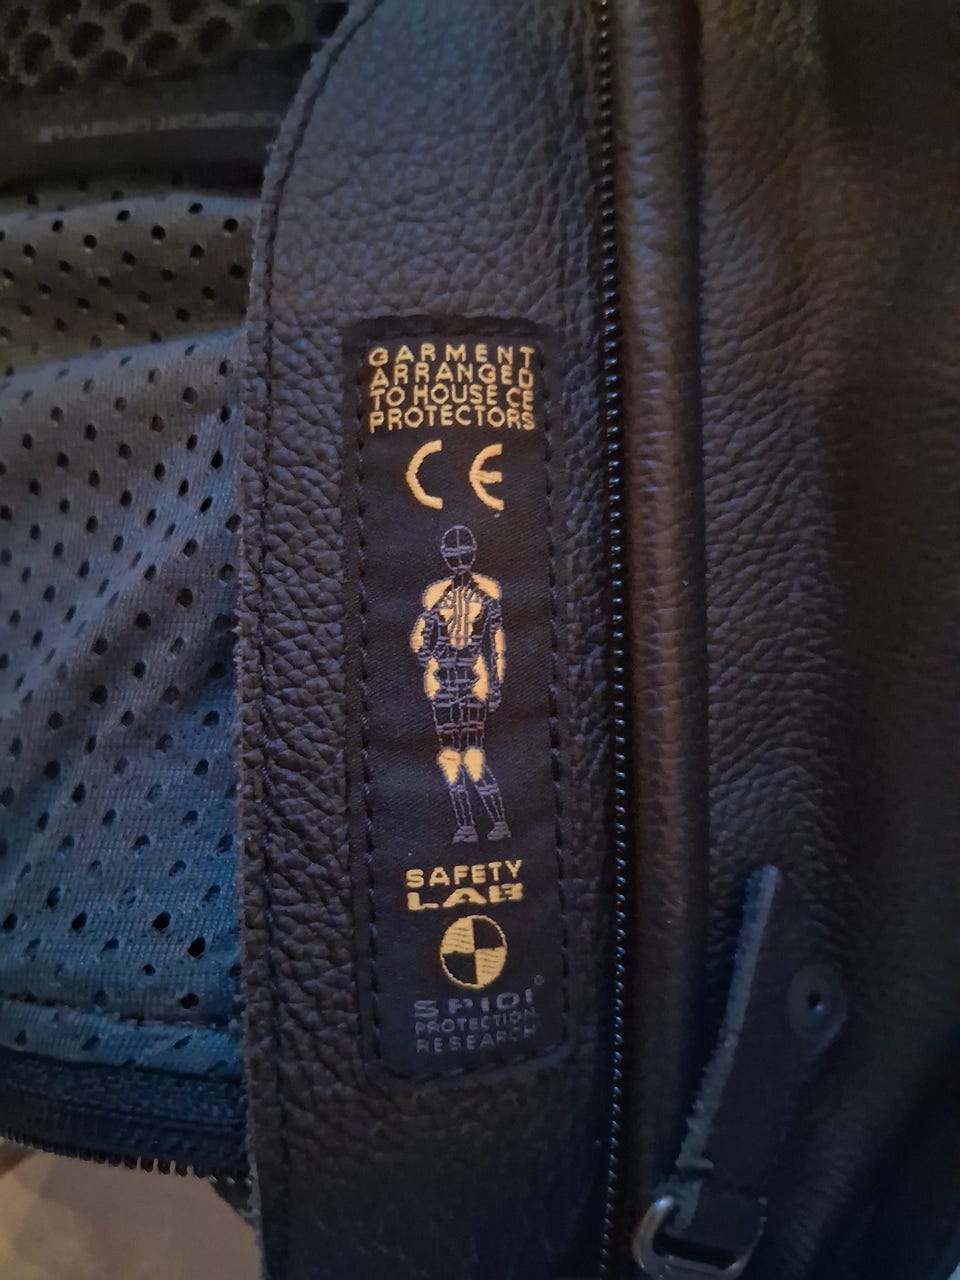 GARMENT
ARRANGED
TO HOUSE CE
PROTECTORS
CE
SAFETY
LAB
SPIDI®
PROTECTION
RESEARCH